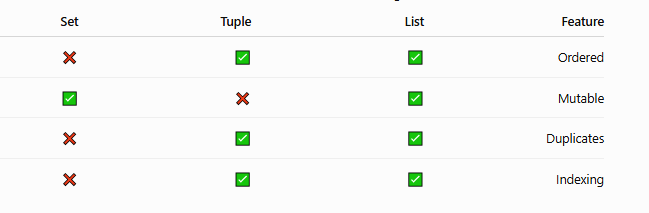 Set Tuple List Feature
❌ ✅ ✅ Ordered
✅ ❌ ✅ Mutable
❌ ✅ ✅ Duplicates
❌ ✅ ✅ Indexing